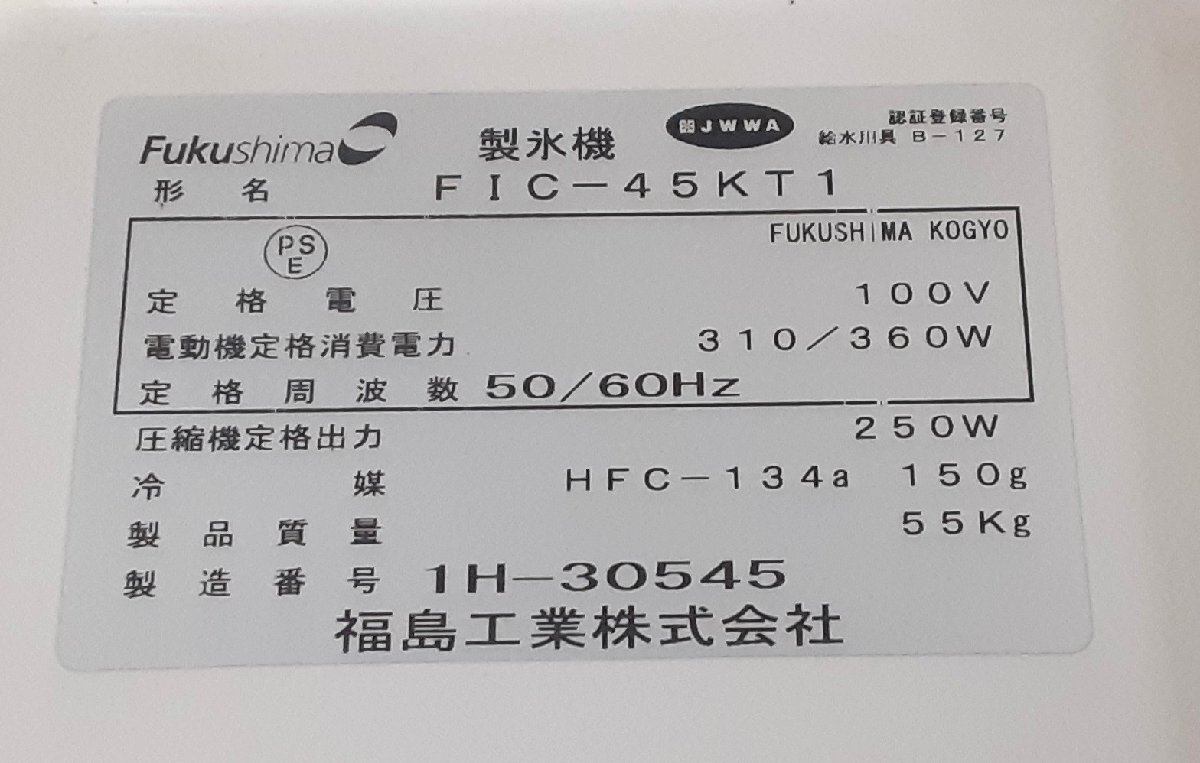 Fukushima 製氷機 JWWA 認証登録番号
給水用具 B-127
形名 FIC-45KT1
PSE FUKUSHIMA KOGYO
定格電圧 100V
電動機定格消費電力 310/360W
定格周波数 50/60Hz
圧縮機定格出力 250W
冷媒 HFC-134a 150g
製品質量 55Kg
製造番号 1H-30545
福島工業株式会社